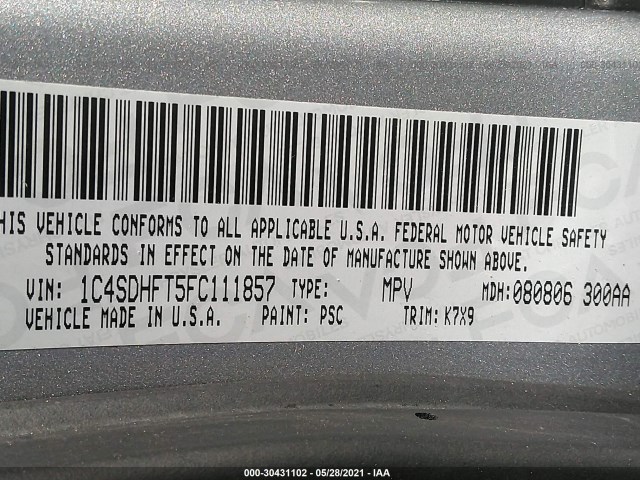 HIS VEHICLE CONFORMS TO ALL APPLICABLE U.S.A. FEDERAL MOTOR VEHICLE SAFETY
STANDARDS IN EFFECT ON THE DATE OF MANUFACTURE SHOWN ABOVE.
VIN: 1C4SDHFT5FC111857 TYPE: MPV MDH:080806 300AA
VEHICLE MADE IN U.S.A. PAINT: PSC TRIM: K7X9
000-30431102 - 05/28/2021 - IAA